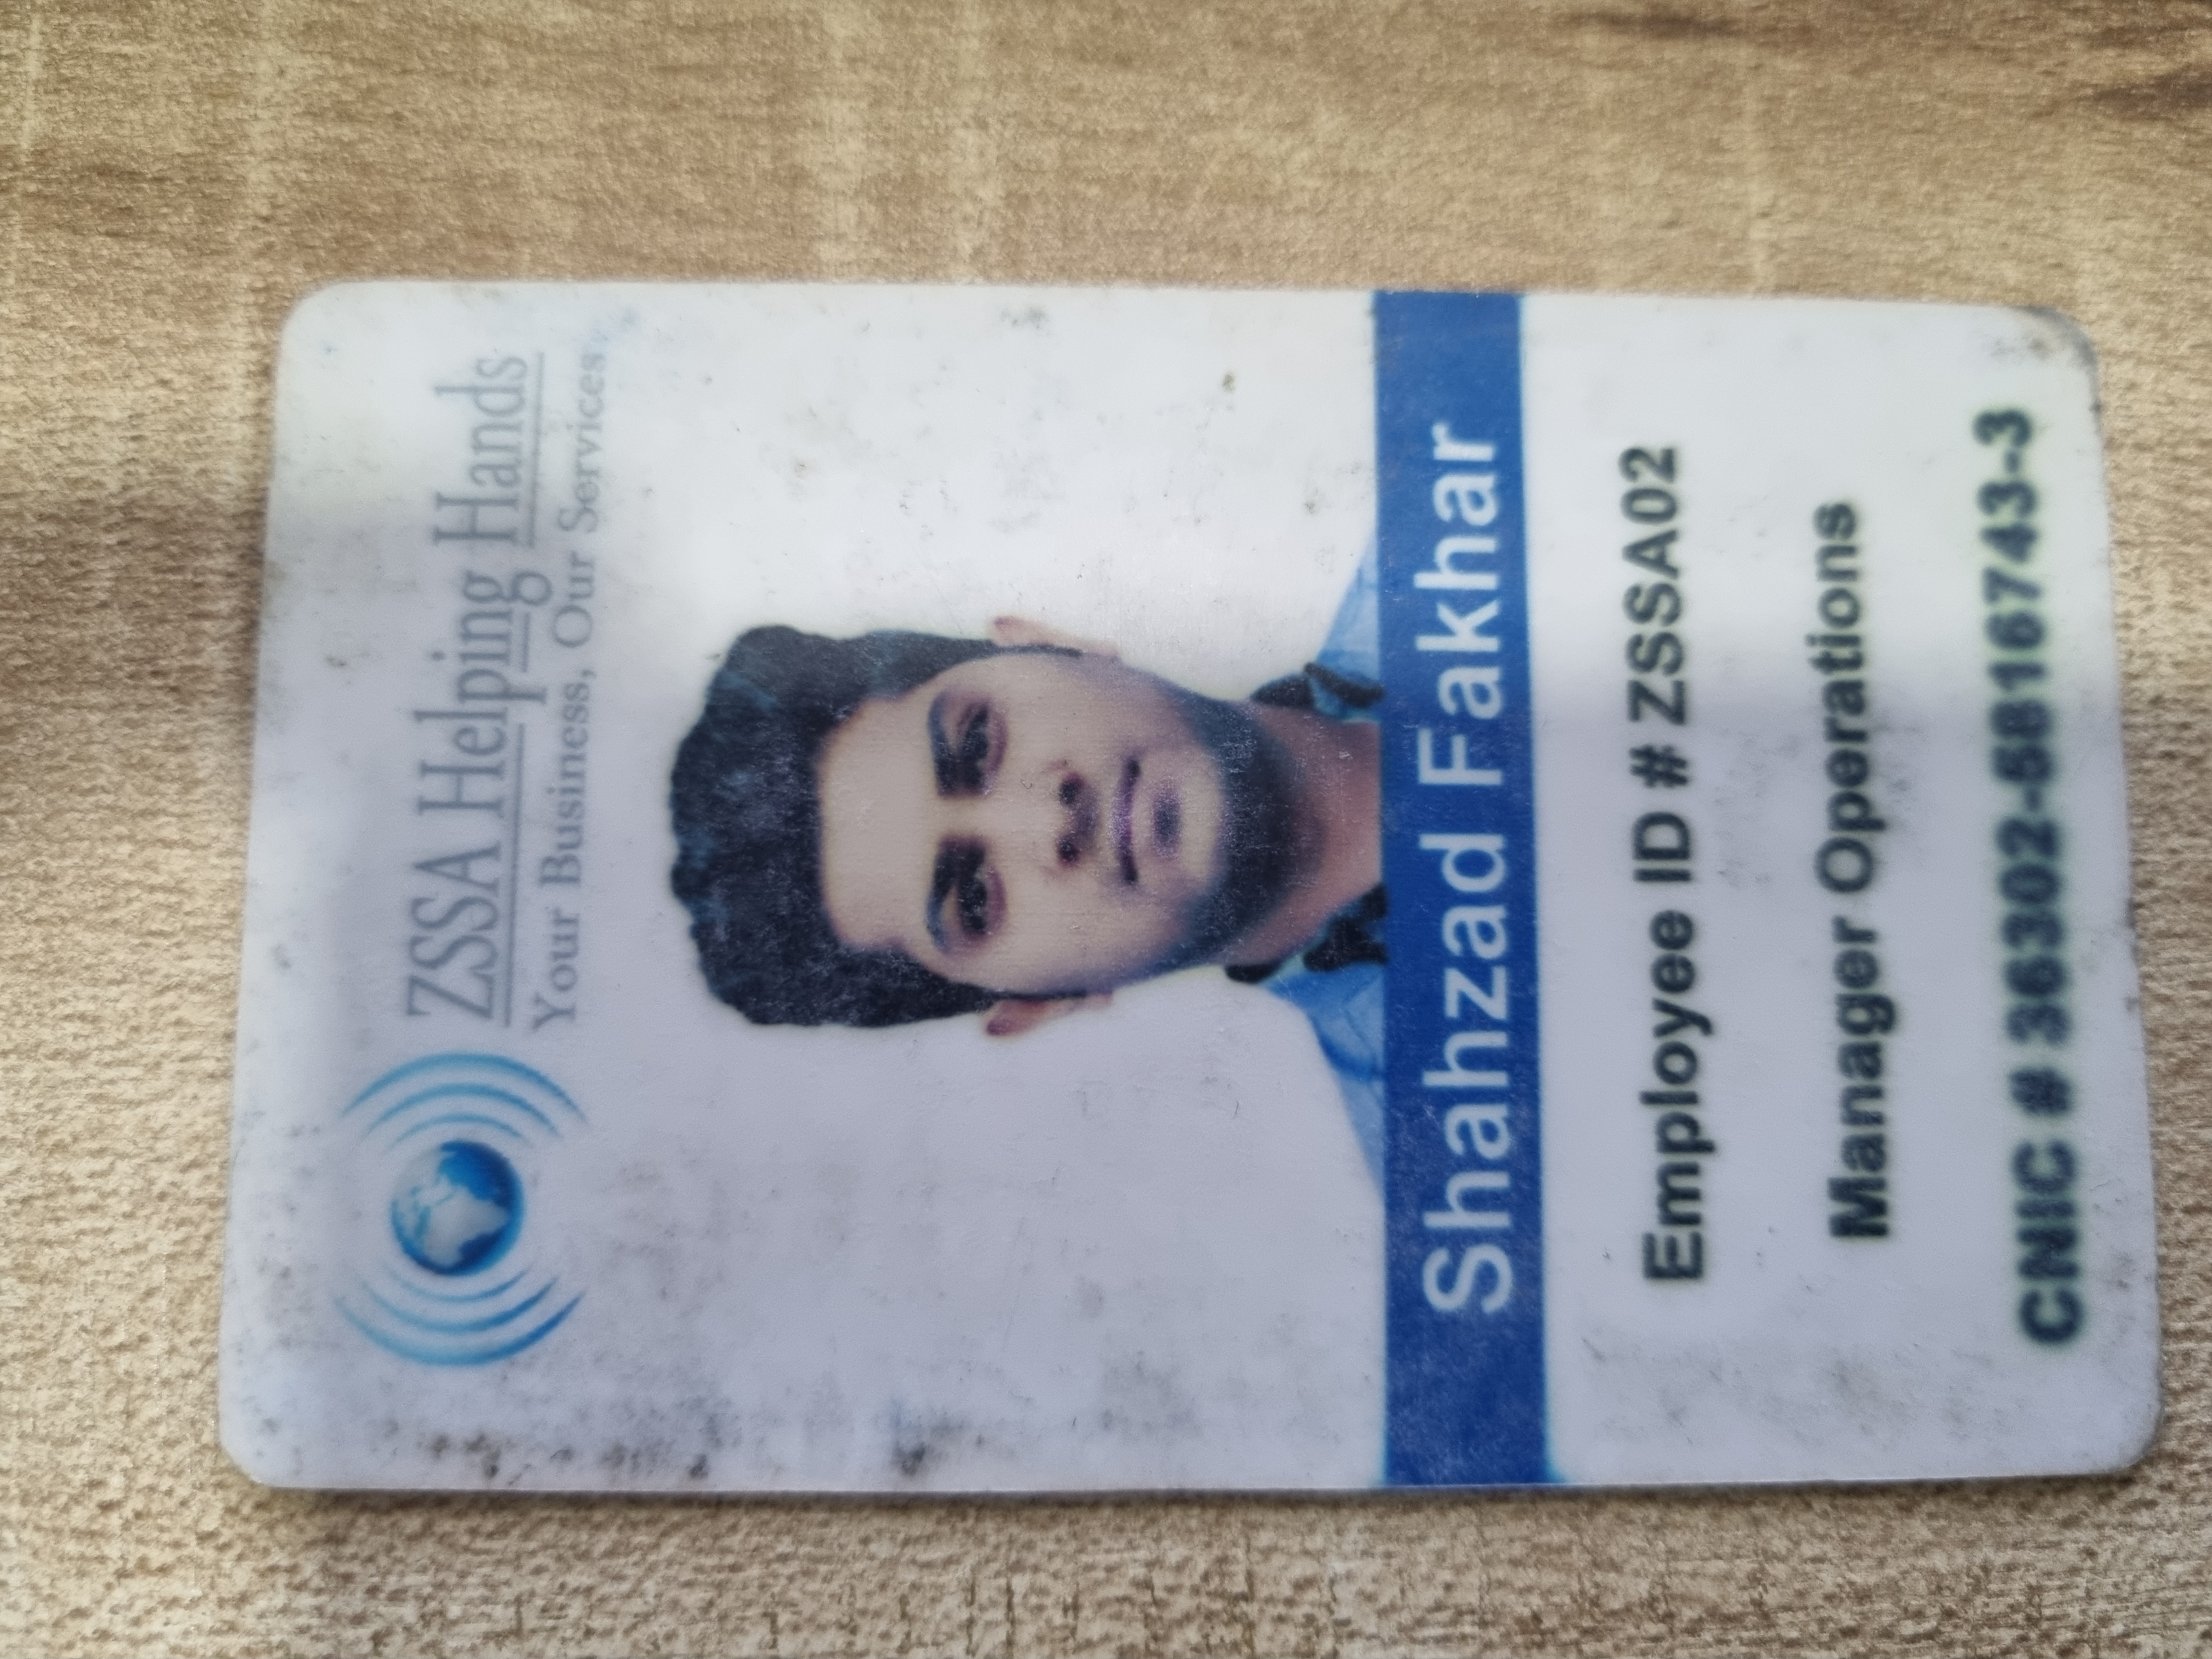 ZSSA Helping Hands
Your Business, Our Services
Shahzad Fakhar
Employee ID # ZSSA02
Manager Operations
CNIC # 36302-5816743-3